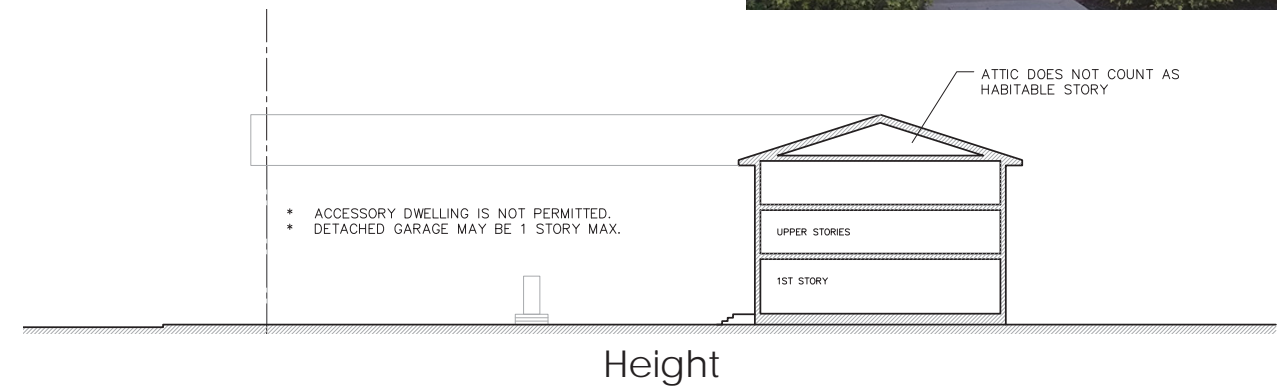 ATTIC DOES NOT COUNT AS
HABITABLE STORY
* ACCESSORY DWELLING IS NOT PERMITTED.
* DETACHED GARAGE MAY BE 1 STORY MAX.
UPPER STORIES
1ST STORY
Height